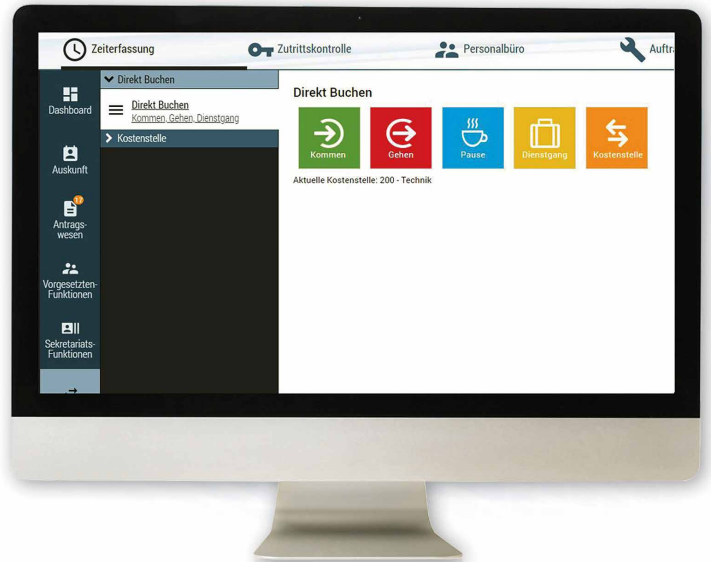 Zeiterfassung
Zutrittskontrolle
Personalbüro
Auftr
Dashboard
Auskunft
17
Antrags-
wesen
Vorgesetzten-
Funktionen
Sekretariats-
Funktionen
Direkt Buchen
Direkt Buchen
Kommen, Gehen, Dienstgang
Kostenstelle
Direkt Buchen
Kommen
Gehen
Pause
Dienstgang
Kostenstelle
Aktuelle Kostenstelle: 200 - Technik